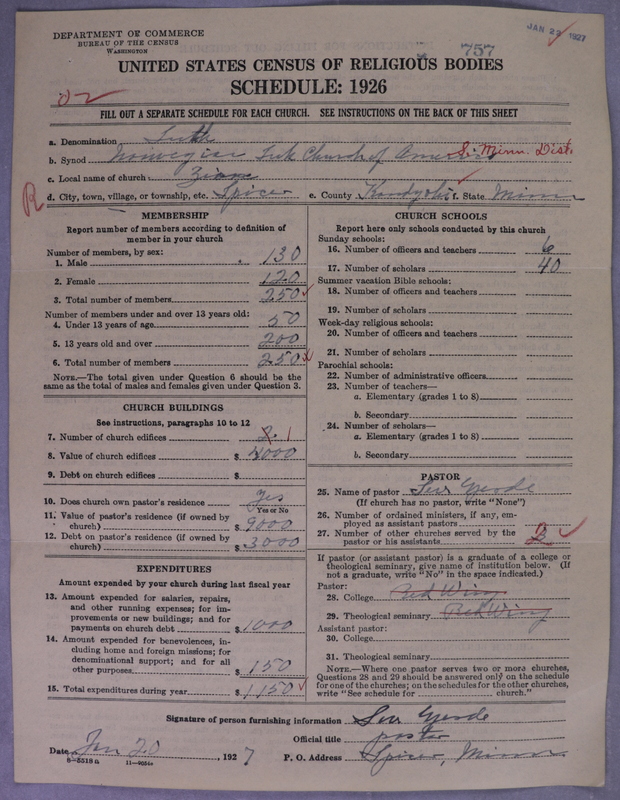 DEPARTMENT OF COMMERCE
BUREAU OF THE CENSUS
WASHINGTON
JAN 22 1927
757
UNITED STATES CENSUS OF RELIGIOUS BODIES
SCHEDULE: 1926
FILL OUT A SEPARATE SCHEDULE FOR EACH CHURCH. SEE INSTRUCTIONS ON THE BACK OF THIS SHEET
a. Denomination Luth
b. Synod Norwegian Luth Church of America S. Minn. Dist.
c. Local name of church Zion
d. City, town, village, or township, etc. Spicer e. County Kandyohi f. State Minn
R
MEMBERSHIP
Report number of members according to definition of
member in your church
Number of members, by sex:
1. Male 130
2. Female 120
3. Total number of members 250
Number of members under and over 13 years old:
4. Under 13 years of age 50
5. 13 years old and over 200
6. Total number of members 250
NOTE.—The total given under Question 6 should be the
same as the total of males and females given under Question 3.
CHURCH BUILDINGS
See instructions, paragraphs 10 to 12
7. Number of church edifices 2 1
8. Value of church edifices $ 4000
9. Debt on church edifices $
10. Does church own pastor's residence Yes
Yes or No
11. Value of pastor's residence (if owned by
church) $ 9000
12. Debt on pastor's residence (if owned by
church) $ 3000
EXPENDITURES
Amount expended by your church during last fiscal year
13. Amount expended for salaries, repairs,
and other running expenses; for im-
provements or new buildings; and for
payments on church debt $ 1000
14. Amount expended for benevolences, in-
cluding home and foreign missions; for
denominational support; and for all
other purposes $ 150
15. Total expenditures during year $ 1150
CHURCH SCHOOLS
Report here only schools conducted by this church
Sunday schools:
16. Number of officers and teachers 6
17. Number of scholars 40
Summer vacation Bible schools:
18. Number of officers and teachers
19. Number of scholars
Week-day religious schools:
20. Number of officers and teachers
21. Number of scholars
Parochial schools:
22. Number of administrative officers
23. Number of teachers—
a. Elementary (grades 1 to 8)
b. Secondary
24. Number of scholars—
a. Elementary (grades 1 to 8)
b. Secondary
PASTOR
25. Name of pastor
(If church has no pastor, write "None")
26. Number of ordained ministers, if any, em-
ployed as assistant pastors
27. Number of other churches served by the
pastor or his assistants
If pastor (or assistant pastor) is a graduate of a college or
theological seminary, give name of institution below. (If
not a graduate, write "No" in the space indicated.)
Pastor:
28. College Red Wing
29. Theological seminary Red Wing
Assistant pastor:
30. College
31. Theological seminary
NOTE.—Where one pastor serves two or more churches,
Questions 28 and 29 should be answered only on the schedule
for one of the churches; on the schedules for the other churches,
write "See schedule for church."
Signature of person furnishing information
Official title pastor
Date Jan 20, 1927 P. O. Address Spicer, Minn
8—5518 a 11—9054